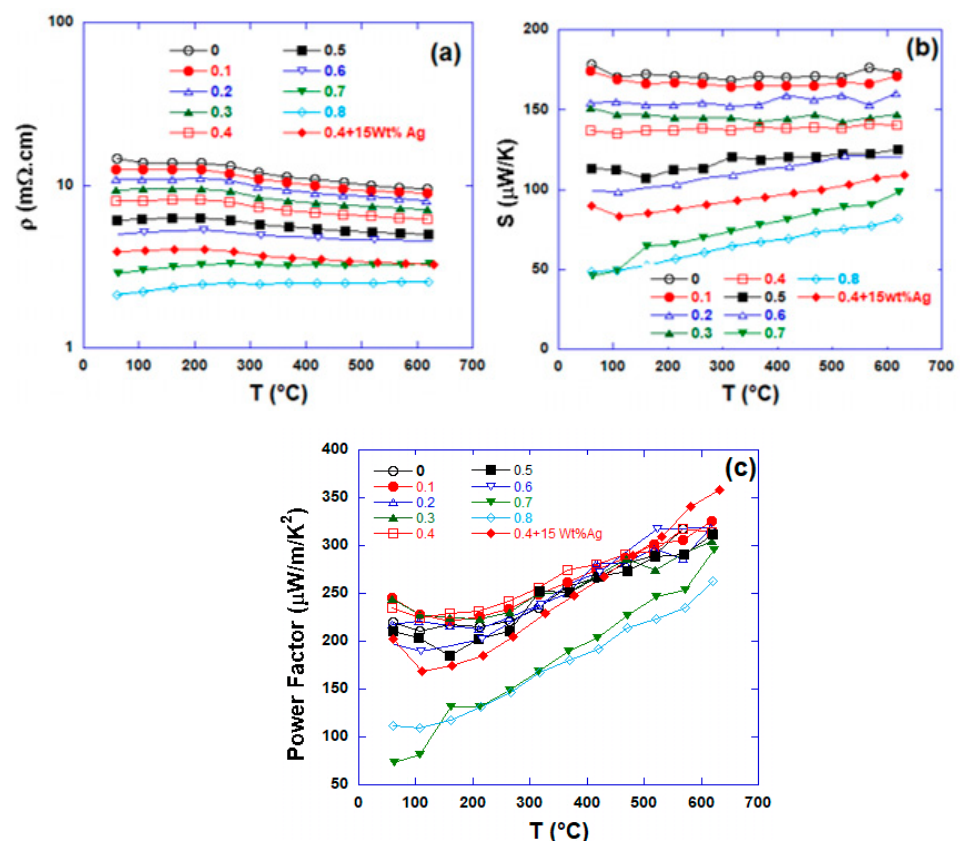 (a)
100
10
1
ρ (mΩ.cm)
0 0.5
0.1 0.6
0.2 0.7
0.3 0.8
0.4 0.4+15Wt% Ag
0 100 200 300 400 500 600 700
T (°C)
(b)
200
150
100
50
0
S (μW/K)
0 0.4 0.8
0.1 0.5 0.4+15wt%Ag
0.2 0.6
0.3 0.7
0 100 200 300 400 500 600 700
T (°C)
(c)
400
350
300
250
200
150
100
50
Power Factor (μW/m/K²)
0 0.5
0.1 0.6
0.2 0.7
0.3 0.8
0.4 0.4+15 Wt%Ag
0 100 200 300 400 500 600 700
T (°C)